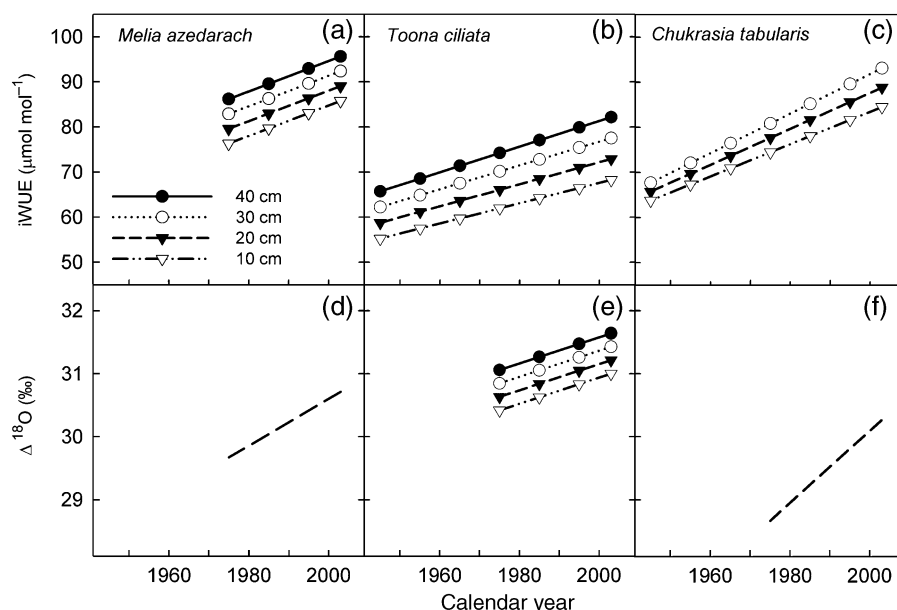 Melia azedarach (a)
Toona ciliata (b)
Chukrasia tabularis (c)
100
90
80
70
60
50
iWUE (μmol mol⁻¹)
40 cm
30 cm
20 cm
10 cm
(d)
(e)
(f)
32
31
30
29
Δ ¹⁸O (‰)
1960 1980 2000
1960 1980 2000
1960 1980 2000
Calendar year